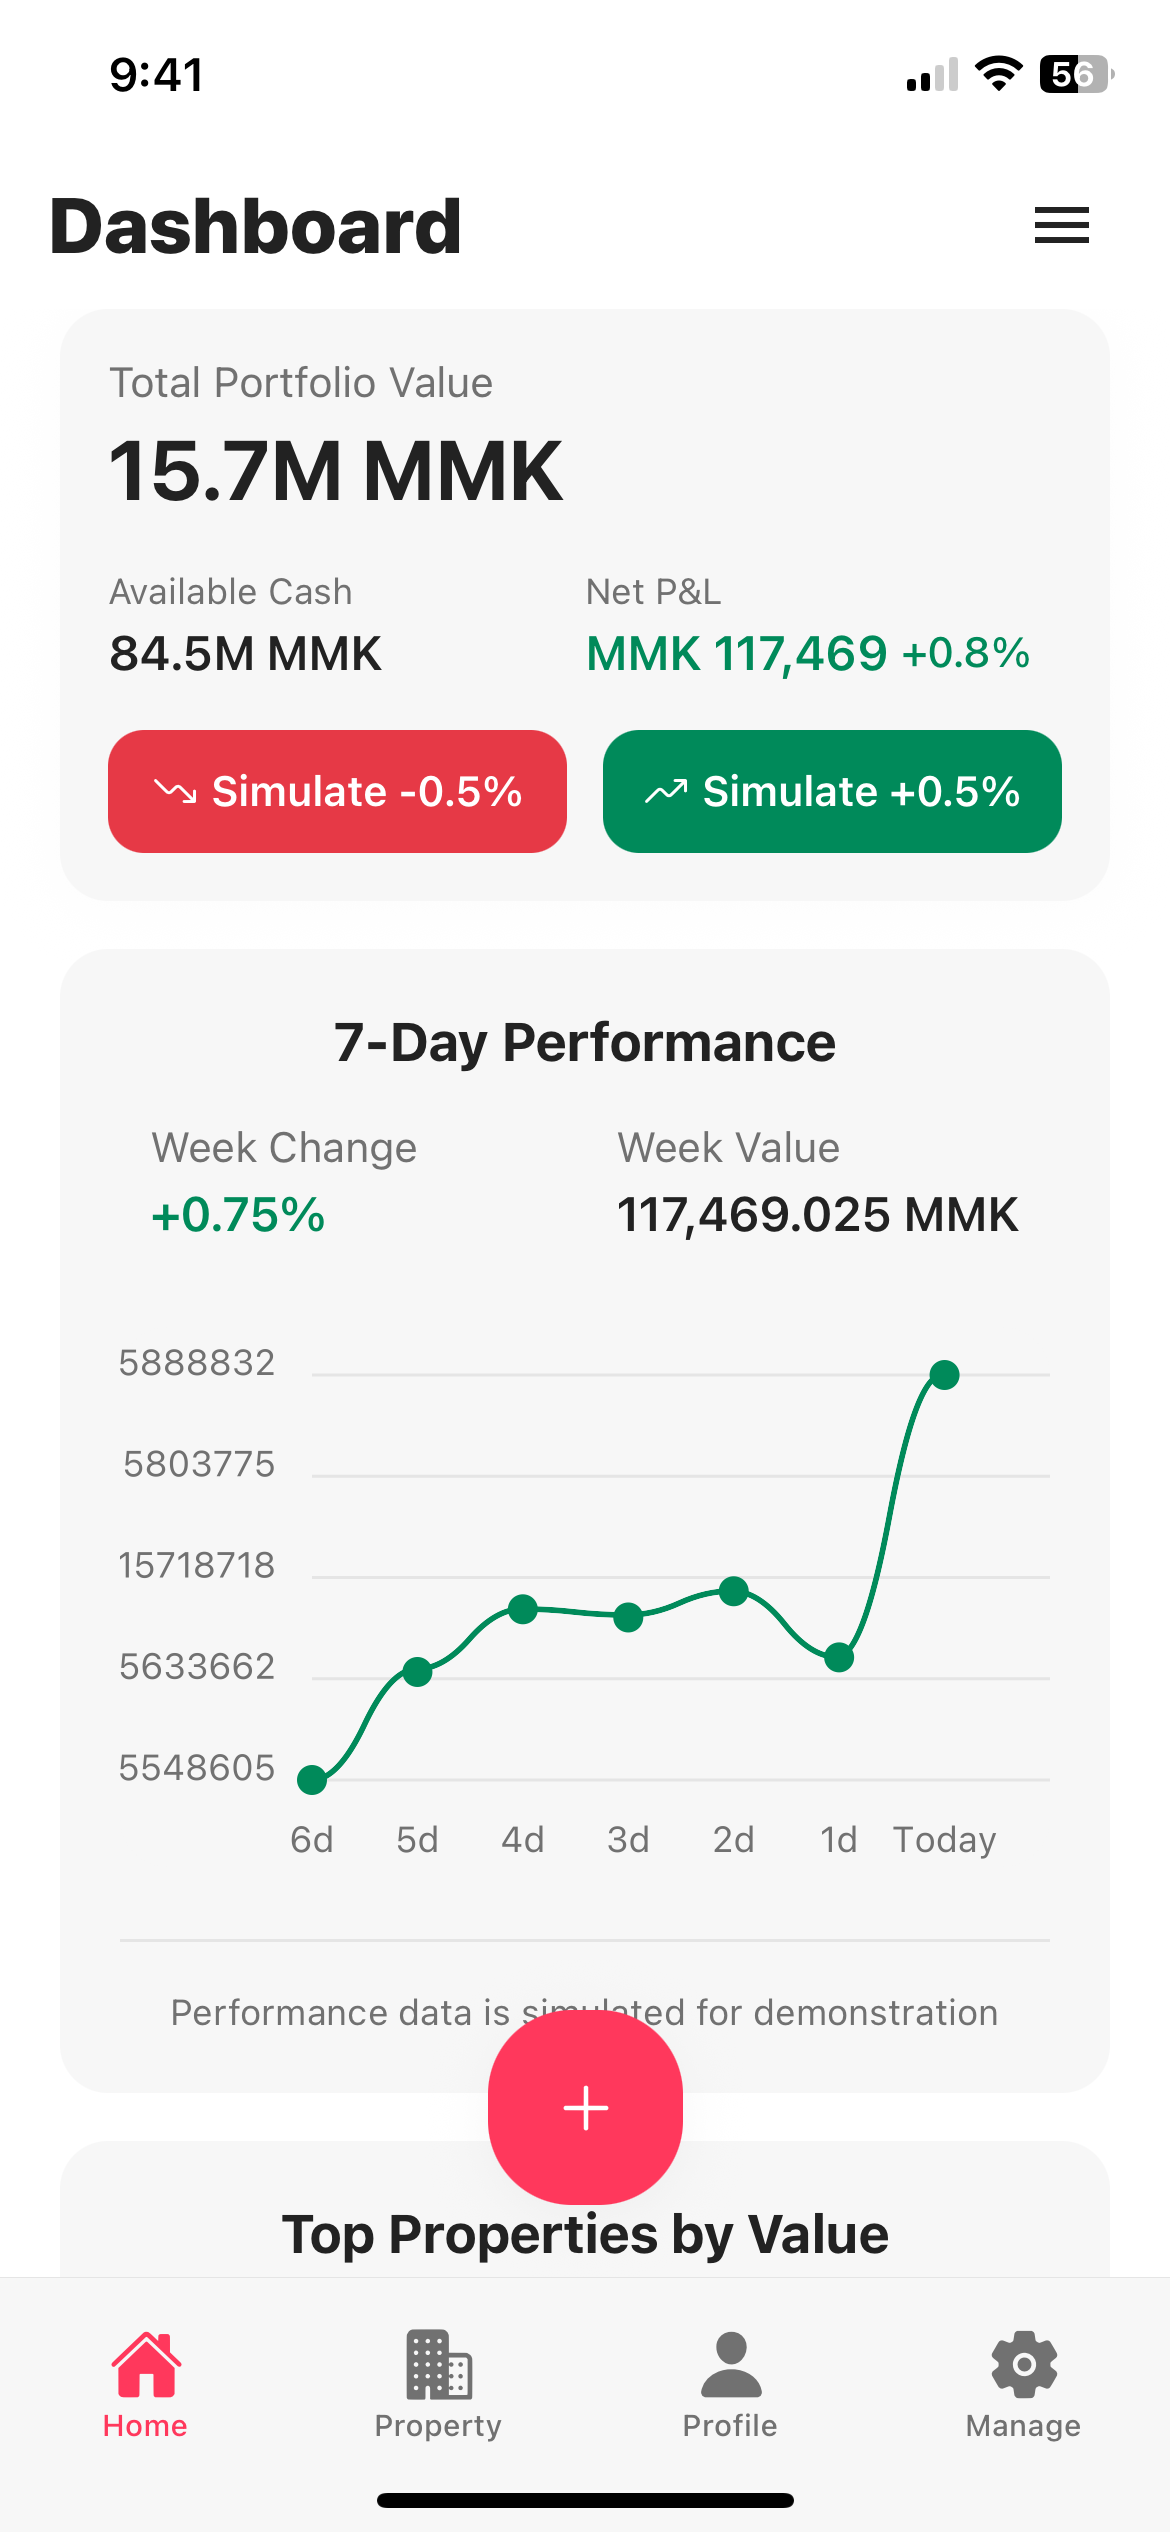 9:41
56
Dashboard
Total Portfolio Value
15.7M MMK
Available Cash
Net P&L
84.5M MMK
MMK 117,469 +0.8%
Simulate -0.5%
Simulate +0.5%
7-Day Performance
Week Change
Week Value
+0.75%
117,469.025 MMK
5888832
5803775
15718718
5633662
5548605
6d 5d 4d 3d 2d 1d Today
Performance data is simulated for demonstration
Top Properties by Value
Home
Property
Profile
Manage